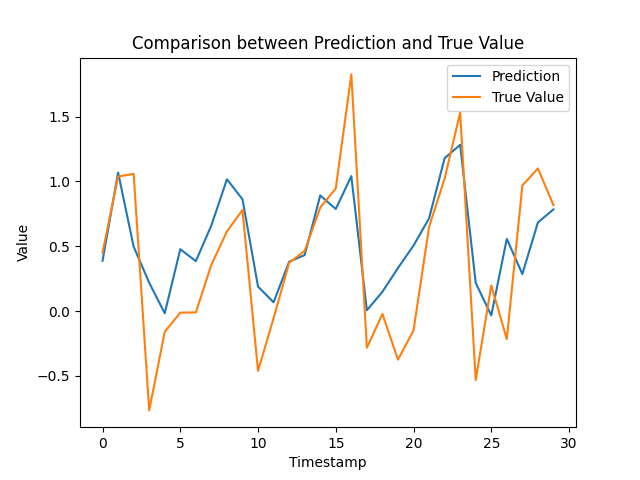 Comparison between Prediction and True Value
Prediction
True Value
1.5
1.0
0.5
0.0
−0.5
Value
0 5 10 15 20 25 30
Timestamp